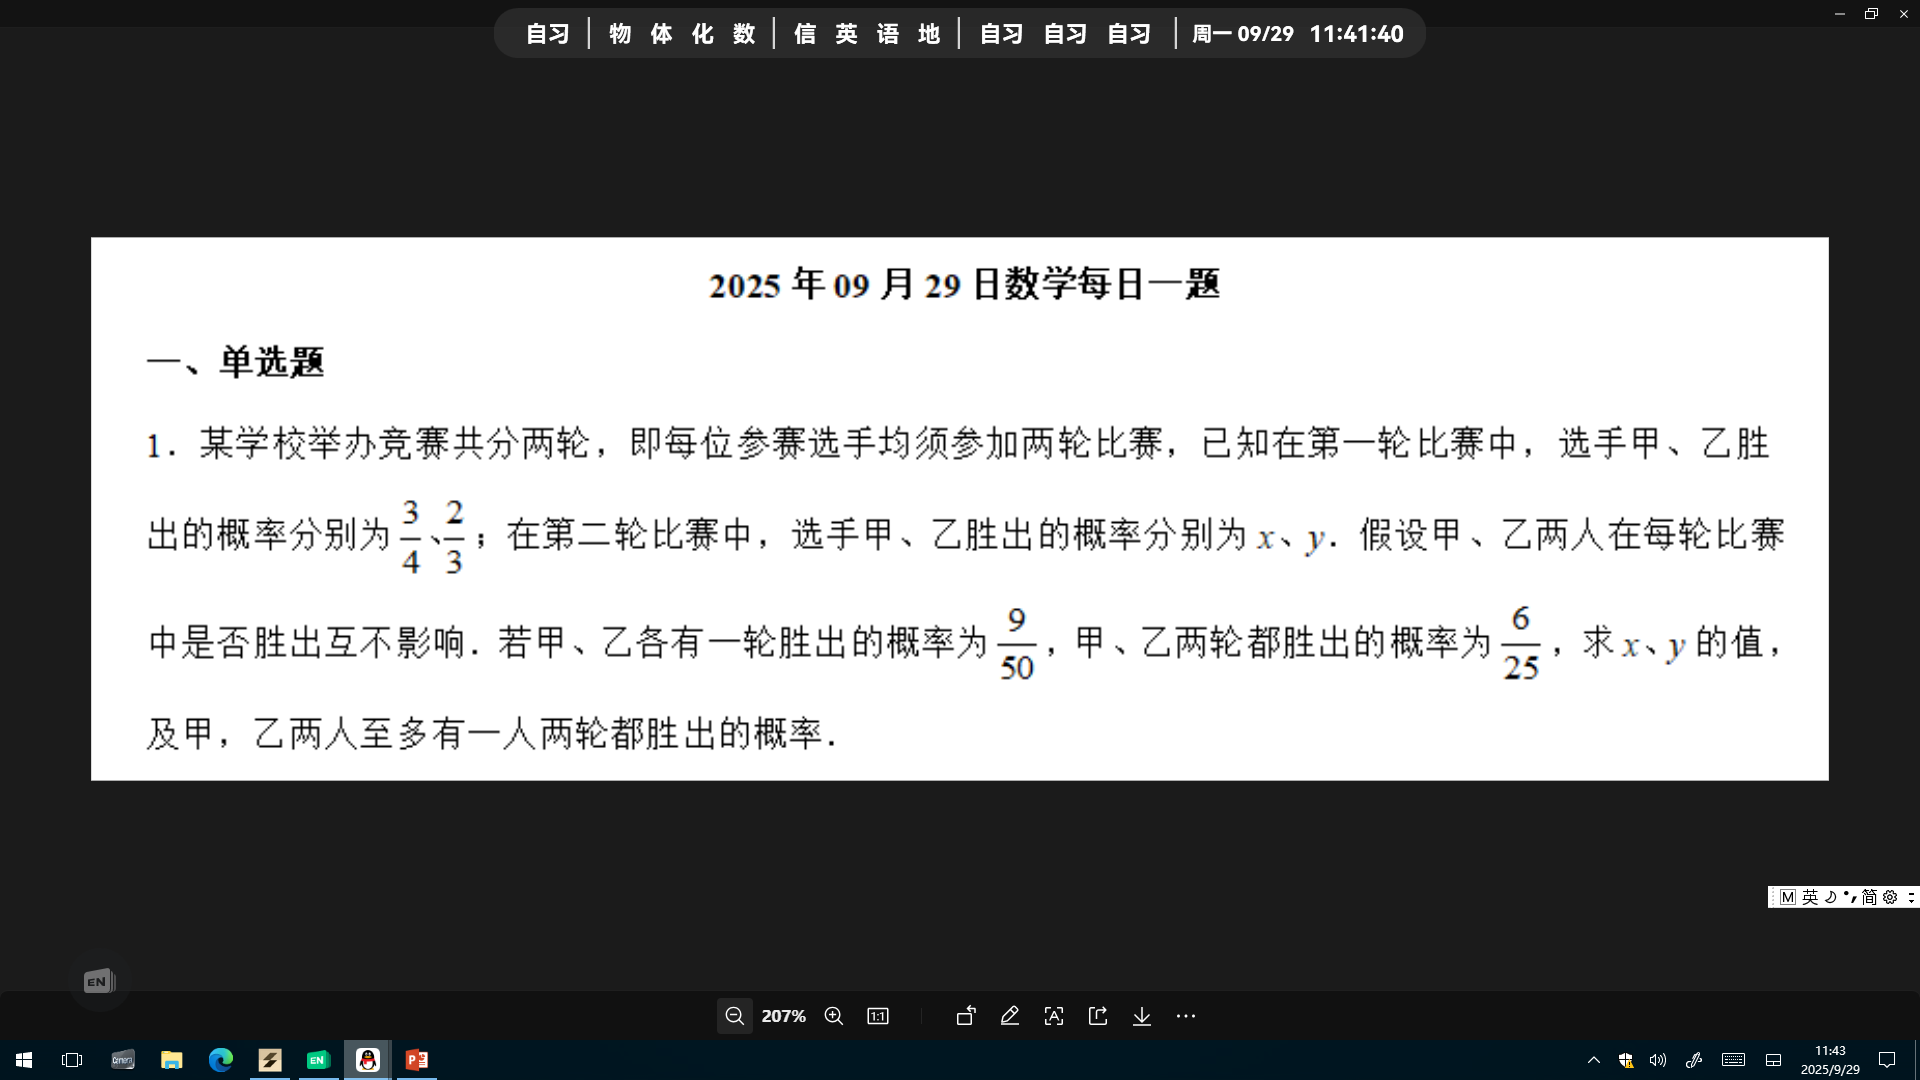 自习 | 物 体 化 数 | 信 英 语 地 | 自习 自习 自习 | 周一 09/29 11:41:40
2025 年 09 月 29 日数学每日一题
一、单选题
1．某学校举办竞赛共分两轮，即每位参赛选手均须参加两轮比赛，已知在第一轮比赛中，选手甲、乙胜
出的概率分别为 3/4、2/3；在第二轮比赛中，选手甲、乙胜出的概率分别为 x、y．假设甲、乙两人在每轮比赛
中是否胜出互不影响．若甲、乙各有一轮胜出的概率为 9/50，甲、乙两轮都胜出的概率为 6/25，求 x、y 的值，
及甲，乙两人至多有一人两轮都胜出的概率．
M 英 简
EN
207% 1:1 A
Camera EN P
11:43
2025/9/29